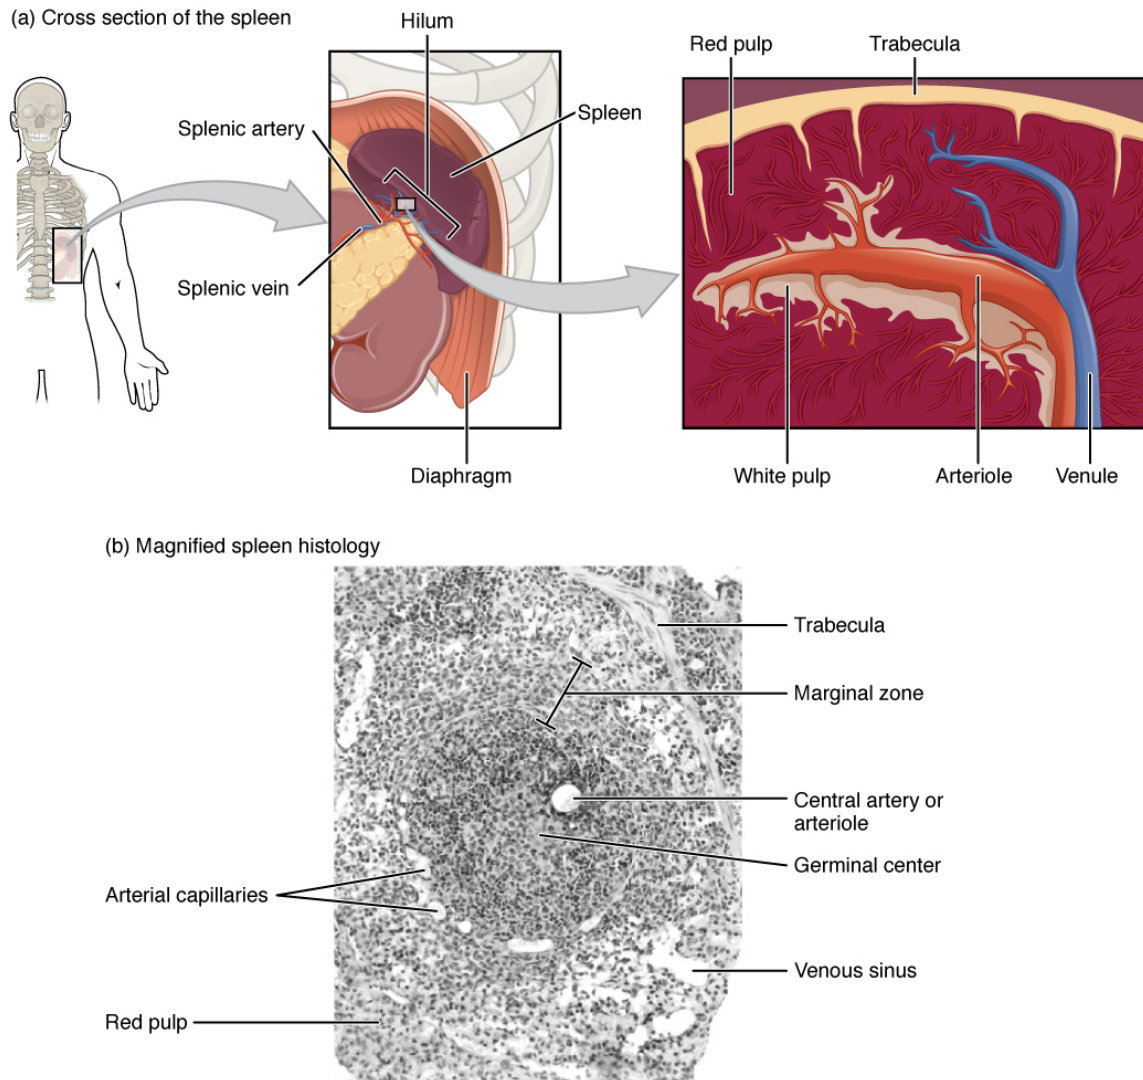 (a) Cross section of the spleen
Hilum
Splenic artery
Spleen
Splenic vein
Diaphragm
Red pulp
Trabecula
White pulp
Arteriole
Venule
(b) Magnified spleen histology
Trabecula
Marginal zone
Central artery or
arteriole
Germinal center
Arterial capillaries
Venous sinus
Red pulp